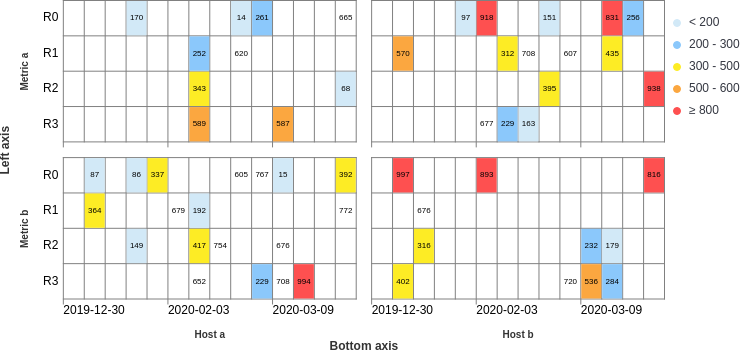 R0 170 14 261 665 97 918 151 831 256
R1 252 620 570 312 708 607 435
R2 343 68 395 938
R3 589 587 677 229 163
Metric a
< 200
200 - 300
300 - 500
500 - 600
≥ 800
Left axis
R0 87 86 337 605 767 15 392 997 893 816
R1 364 679 192 772 676
R2 149 417 754 676 316 232 179
R3 652 229 708 994 402 720 536 284
Metric b
2019-12-30 2020-02-03 2020-03-09 2019-12-30 2020-02-03 2020-03-09
Host a Host b
Bottom axis